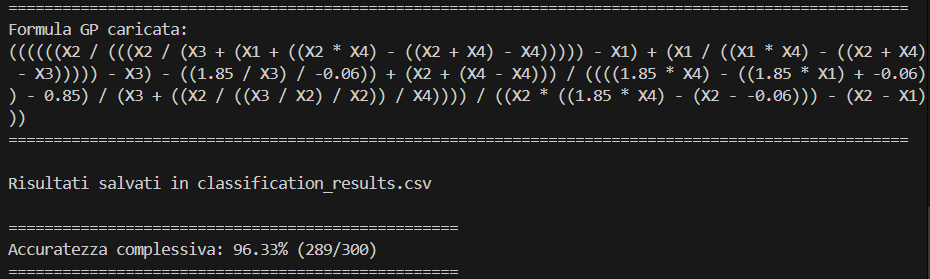 ====================================================================================================
Formula GP caricata:
((((((X2 / (((X2 / (X3 + (X1 + ((X2 * X4) - ((X2 + X4) - X4))))) - X1) + (X1 / ((X1 * X4) - ((X2 + X4)
 - X3))))) - X3) - ((1.85 / X3) / -0.06)) + (X2 + (X4 - X4))) / ((((1.85 * X4) - ((1.85 * X1) + -0.06)
) - 0.85) / (X3 + ((X2 / ((X3 / X2) / X2)) / X4)))) / ((X2 * ((1.85 * X4) - (X2 - -0.06))) - (X2 - X1)
))
====================================================================================================
Risultati salvati in classification_results.csv
==================================================
Accuratezza complessiva: 96.33% (289/300)
==================================================